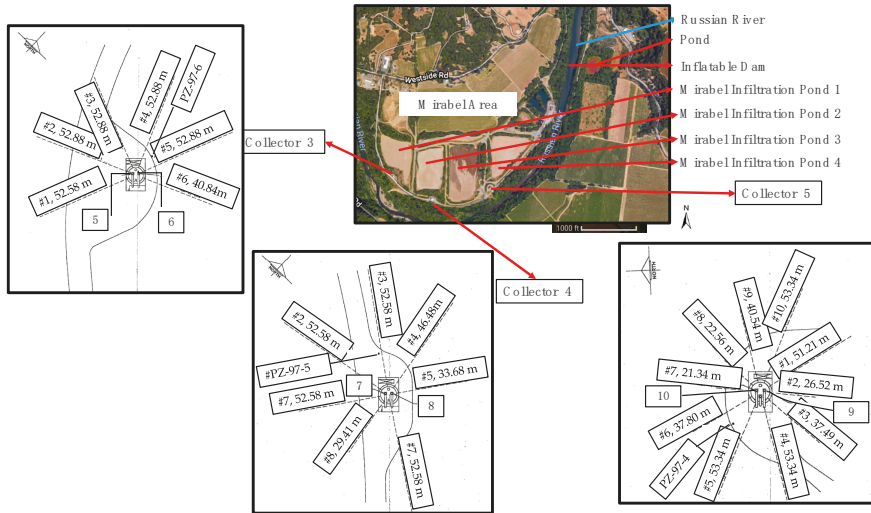 #1, 52.58 m
#2, 52.88 m
#3, 52.88 m
#4, 52.88 m
PZ-97-6
#5, 52.88 m
#6, 40.84m
5
6
Collector 3
Westside Rd
Mirabel Area
Russian River
1000 ft
N
Russian River
Pond
Inflatable Dam
Mirabel Infiltration Pond 1
Mirabel Infiltration Pond 2
Mirabel Infiltration Pond 3
Mirabel Infiltration Pond 4
Collector 5
Collector 4
#2, 52.58 m
#3, 52.58 m
#4, 46.48m
#PZ-97-5
#5, 33.68 m
7
8
#7, 52.58 m
#8, 29.41 m
#7, 52.58 m
NORTH
#8, 22.56 m
#9, 40.54 m
#10, 53.34 m
#1, 51.21 m
#7, 21.34 m
#2, 26.52 m
10
9
#3, 37.49 m
#6, 37.80 m
PZ-97-4
#5, 53.34 m
#4, 53.34 m